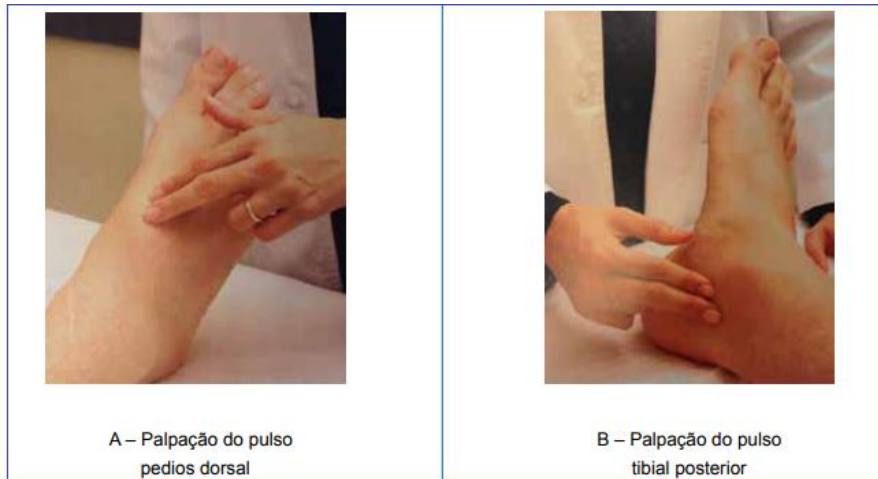 A – Palpação do pulso
pedios dorsal
B – Palpação do pulso
tibial posterior